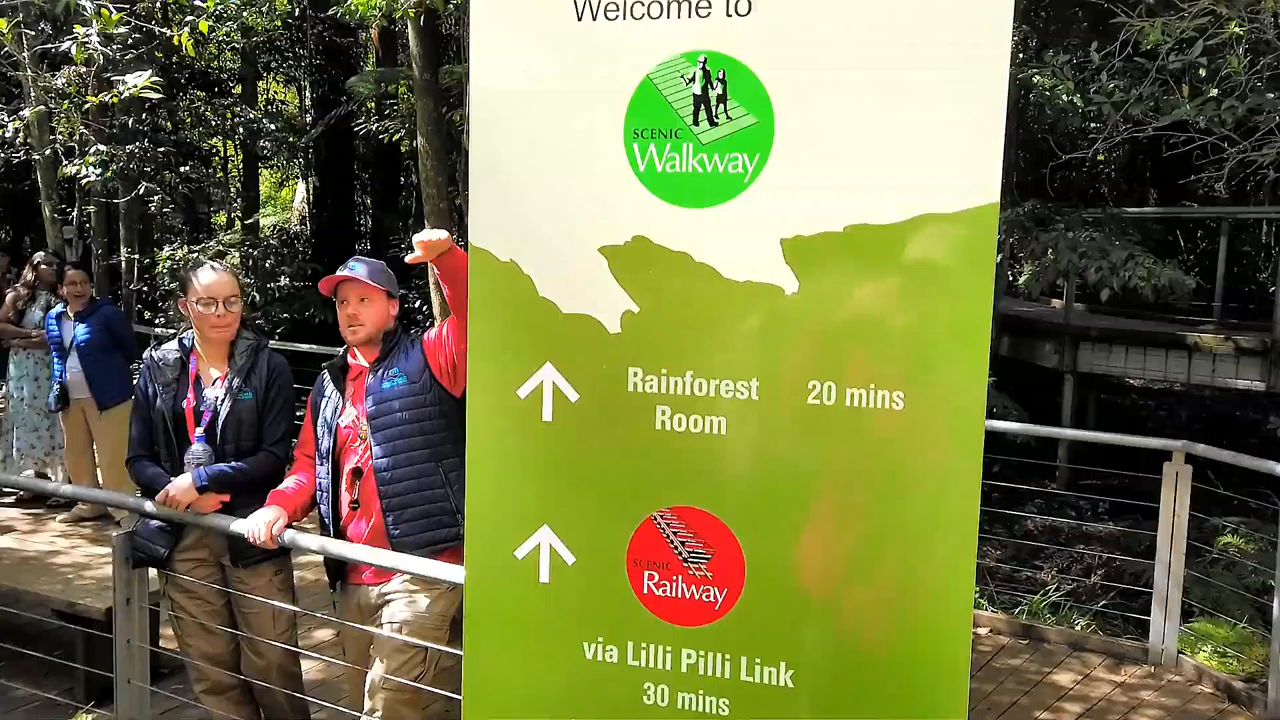 Welcome to
SCENIC
Walkway
Rainforest
Room
20 mins
SCENIC
Railway
via Lilli Pilli Link
30 mins